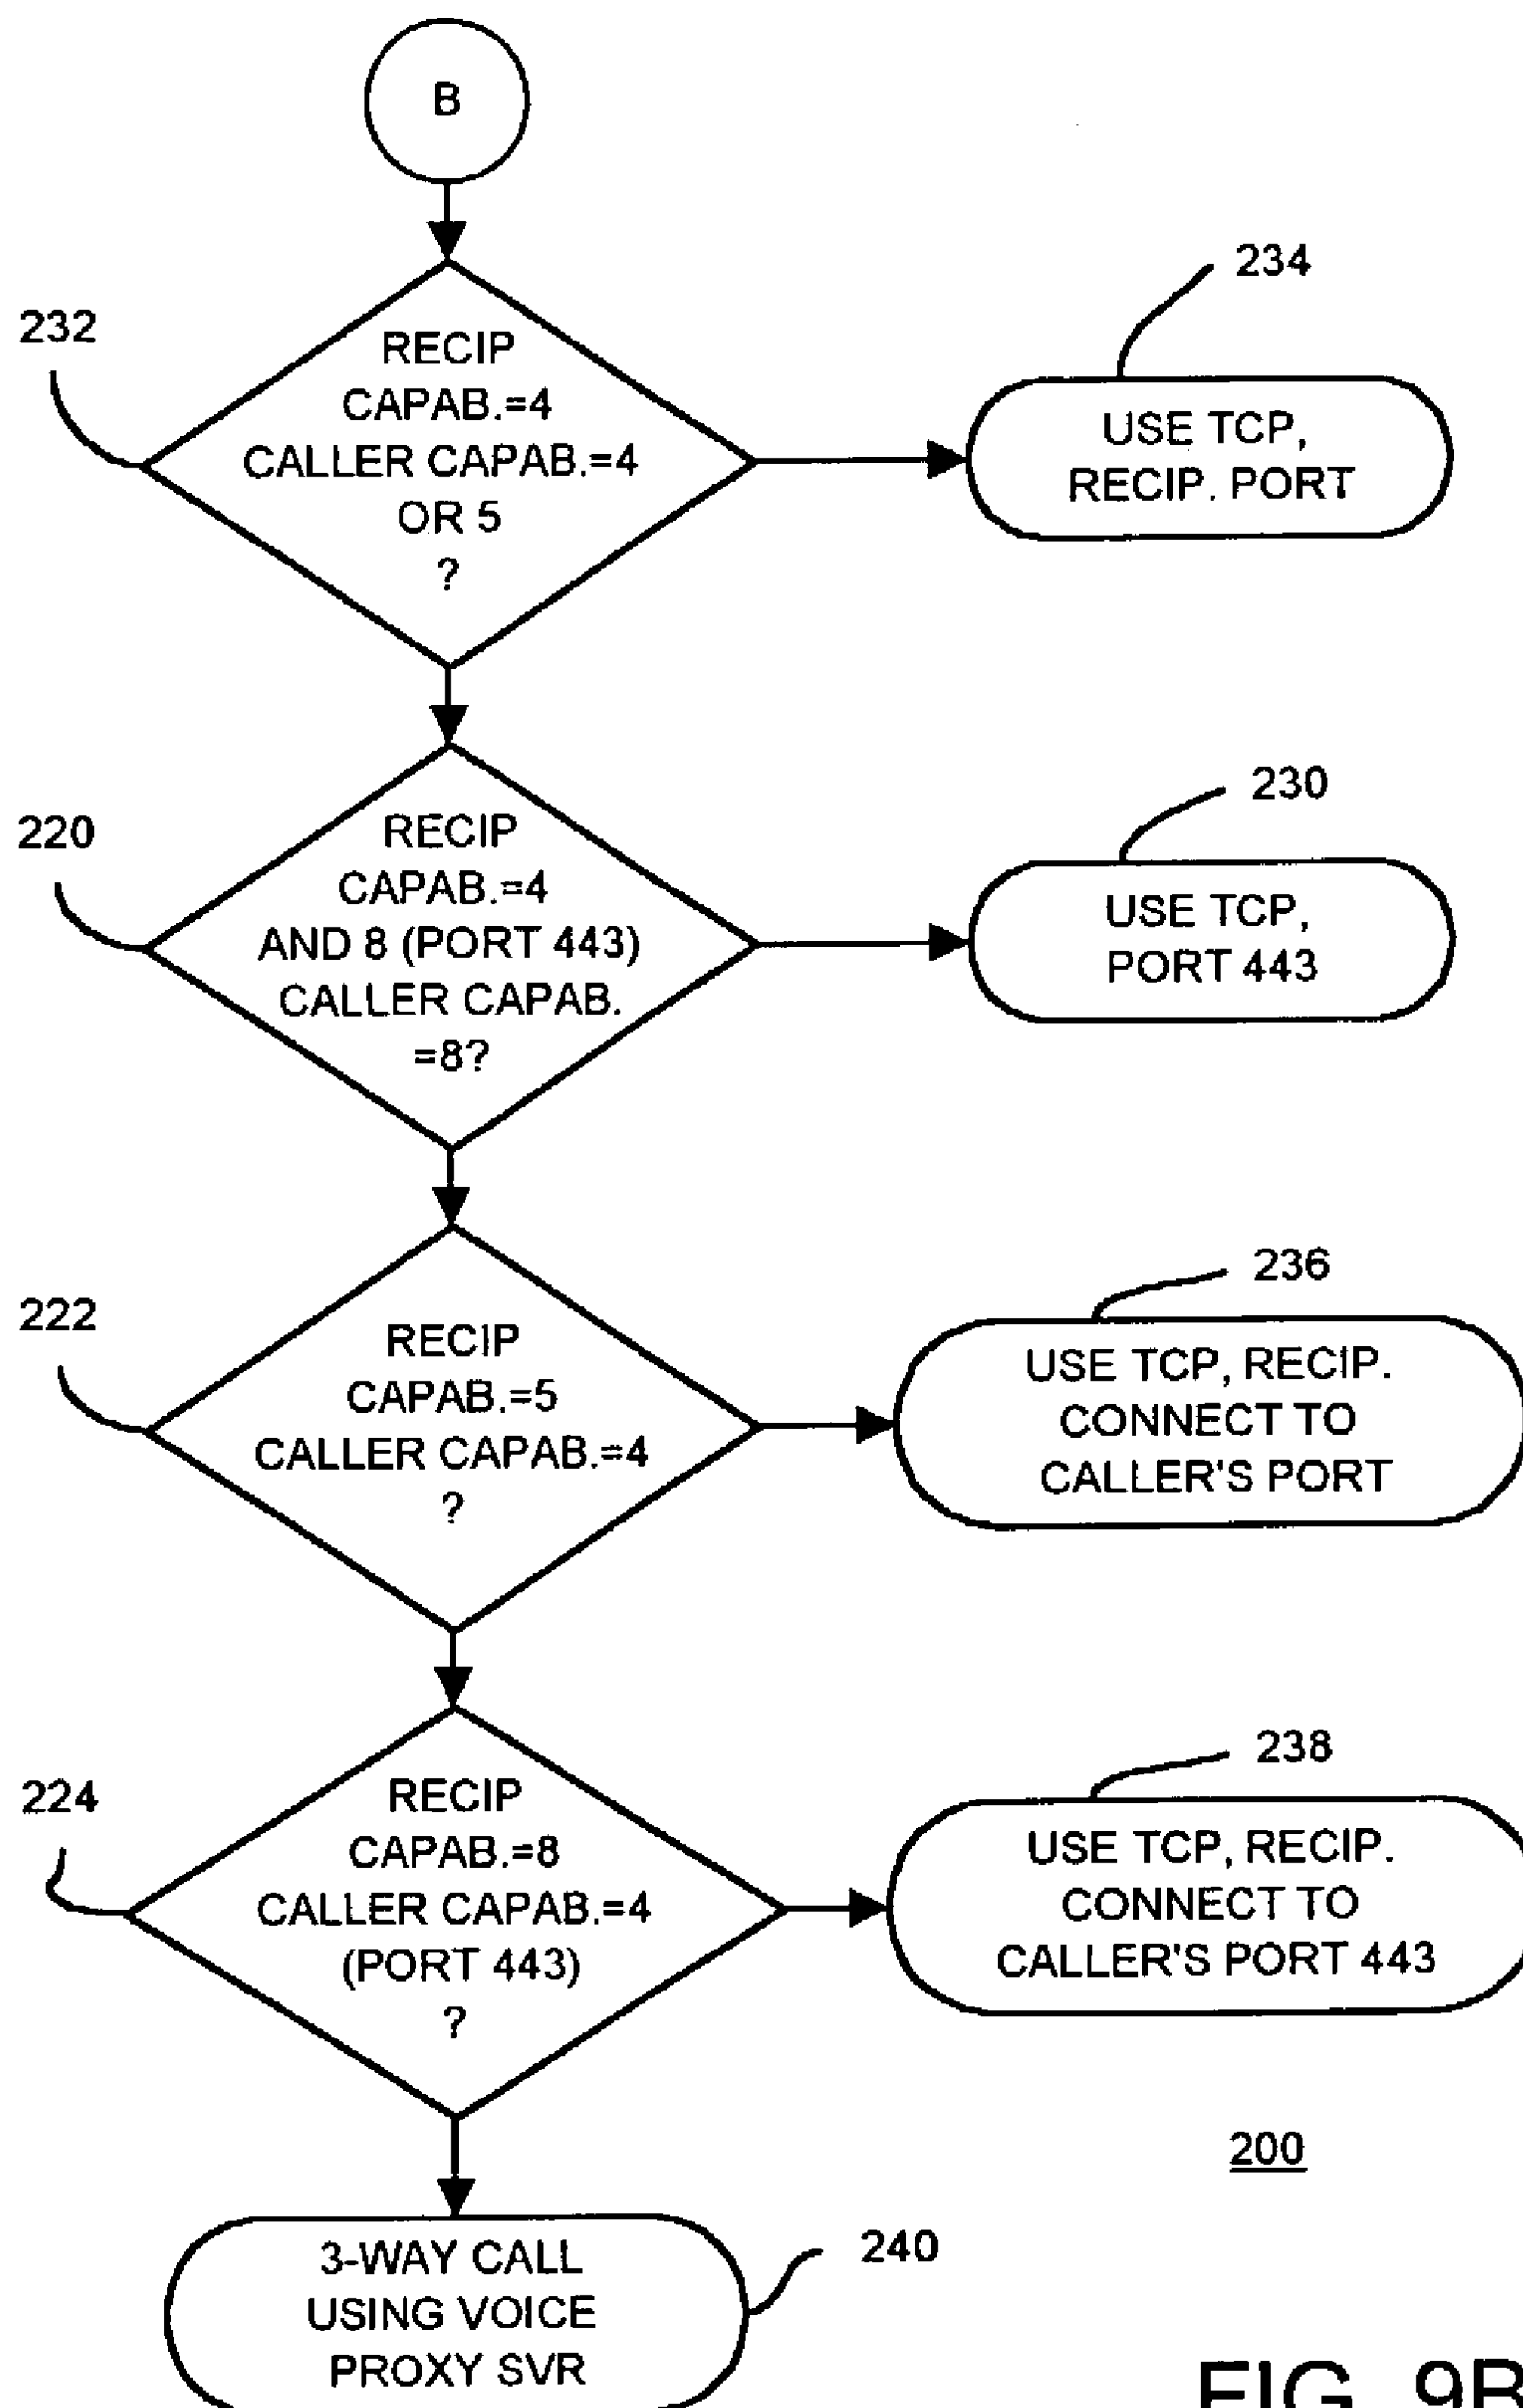 B
232
RECIP
CAPAB.=4
CALLER CAPAB.=4
OR 5
?
234
USE TCP,
RECIP. PORT
220
RECIP
CAPAB.=4
AND 8 (PORT 443)
CALLER CAPAB.
=8?
230
USE TCP,
PORT 443
222
RECIP
CAPAB.=5
CALLER CAPAB.=4
?
236
USE TCP, RECIP.
CONNECT TO
CALLER'S PORT
224
RECIP
CAPAB.=8
CALLER CAPAB.=4
(PORT 443)
?
238
USE TCP, RECIP.
CONNECT TO
CALLER'S PORT 443
200
3-WAY CALL
USING VOICE
PROXY SVR
240
FIG. 9B